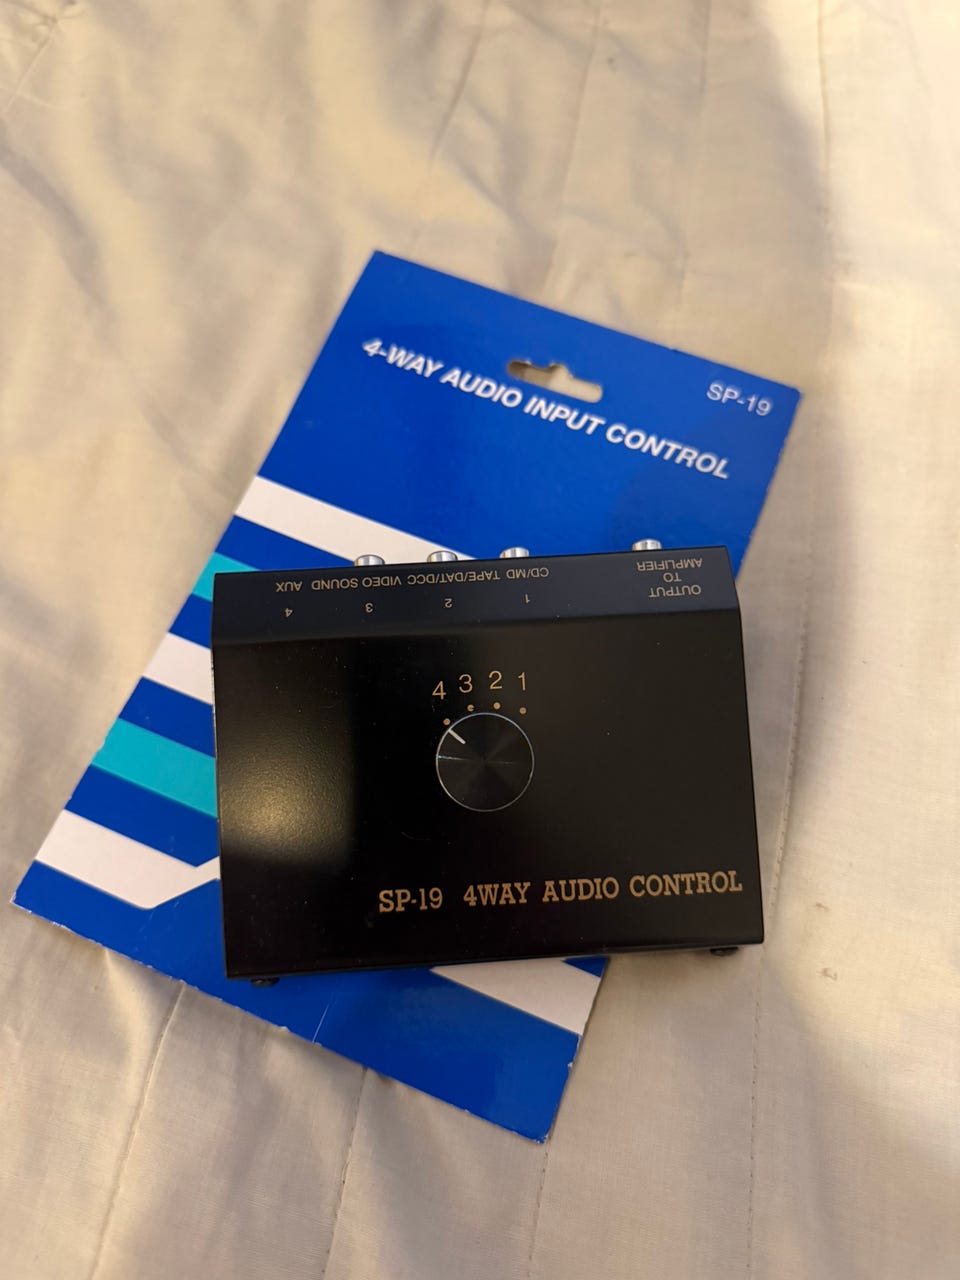 4-WAY AUDIO INPUT CONTROL
SP-19
OUTPUT
TO
AMPLIFIER
1 2 3 4
CD/MD TAPE/DAT/DCC VIDEO SOUND AUX
4 3 2 1
SP-19 4WAY AUDIO CONTROL